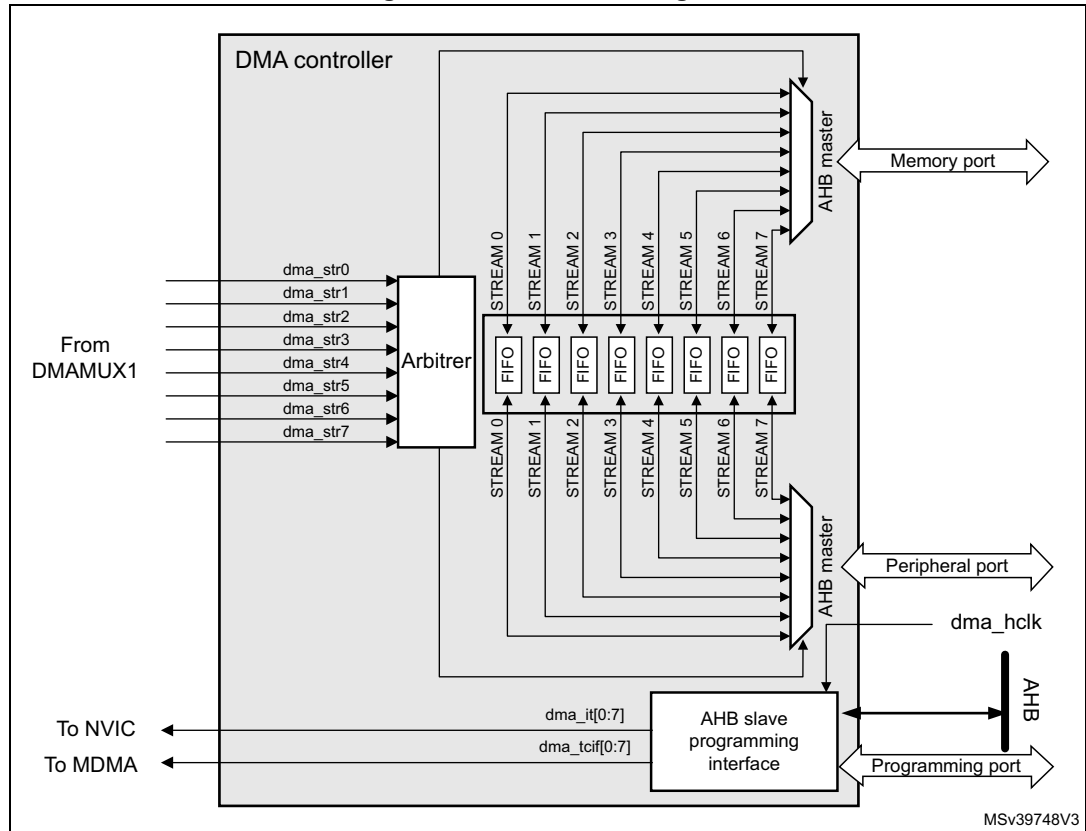 DMA controller
AHB master
Memory port
STREAM 0
STREAM 1
STREAM 2
STREAM 3
STREAM 4
STREAM 5
STREAM 6
STREAM 7
From
DMAMUX1
dma_str0
dma_str1
dma_str2
dma_str3
dma_str4
dma_str5
dma_str6
dma_str7
Arbitrer
FIFO
FIFO
FIFO
FIFO
FIFO
FIFO
FIFO
FIFO
STREAM 0
STREAM 1
STREAM 2
STREAM 3
STREAM 4
STREAM 5
STREAM 6
STREAM 7
AHB master
Peripheral port
dma_hclk
AHB
To NVIC
dma_it[0:7]
To MDMA
dma_tcif[0:7]
AHB slave
programming
interface
Programming port
MSv39748V3